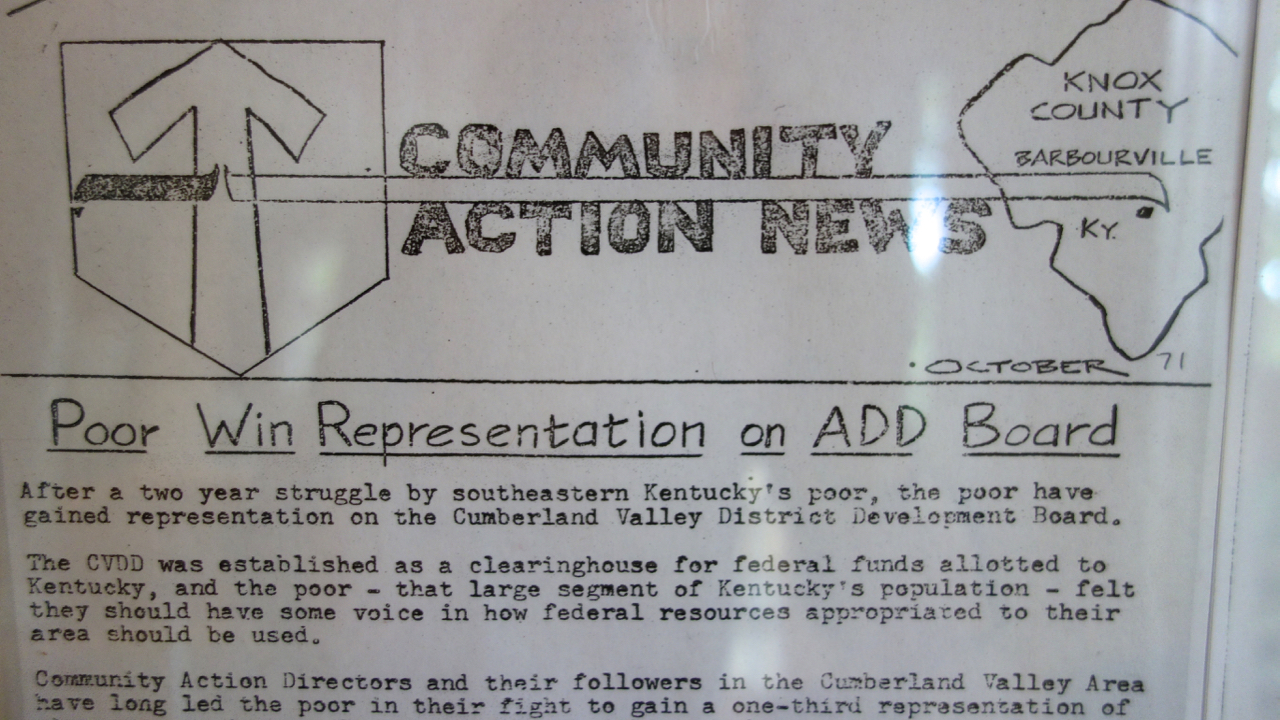 COMMUNITY
ACTION NEWS
KNOX
COUNTY
BARBOURVILLE
KY.
OCTOBER 71
Poor Win Representation on ADD Board
After a two year struggle by southeastern Kentucky's poor, the poor have
gained representation on the Cumberland Valley District Development Board.
The CVDD was established as a clearinghouse for federal funds allotted to
Kentucky, and the poor - that large segment of Kentucky's population - felt
they should have some voice in how federal resources appropriated to their
area should be used.
Community Action Directors and their followers in the Cumberland Valley Area
have long led the poor in their fight to gain a one-third representation of